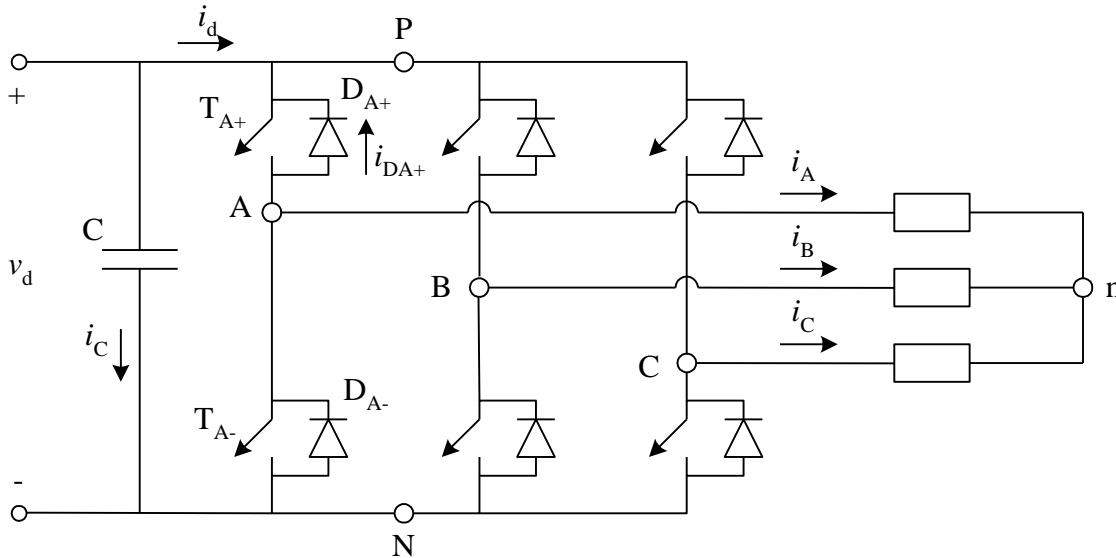 i_d
P
+
T_A+
D_A+
i_DA+
A
i_A
C
v_d
B
i_B
n
i_C
i_C
C
T_A-
D_A-
-
N